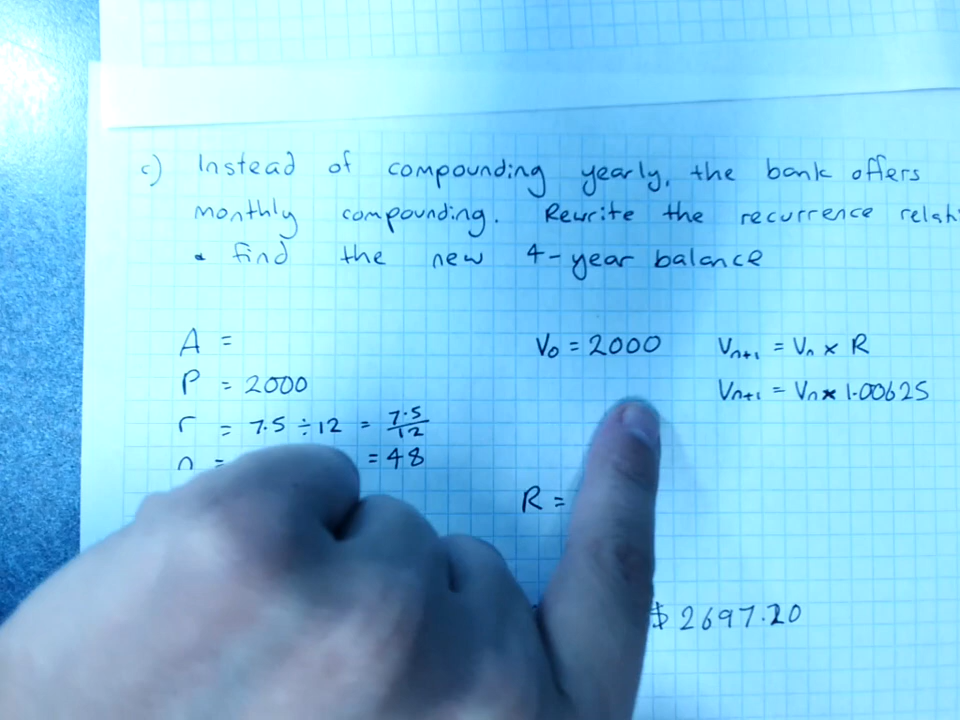 c) Instead of compounding yearly, the bank offers
monthly compounding. Rewrite the recurrence
& find the new 4-year balance
A =
V₀ = 2000
Vₙ₊₁ = Vₙ × R
P = 2000
Vₙ₊₁ = Vₙ × 1.00625
r = 7.5 ÷ 12 = 7.5/12
n = = 48
R =
$ 2697.20